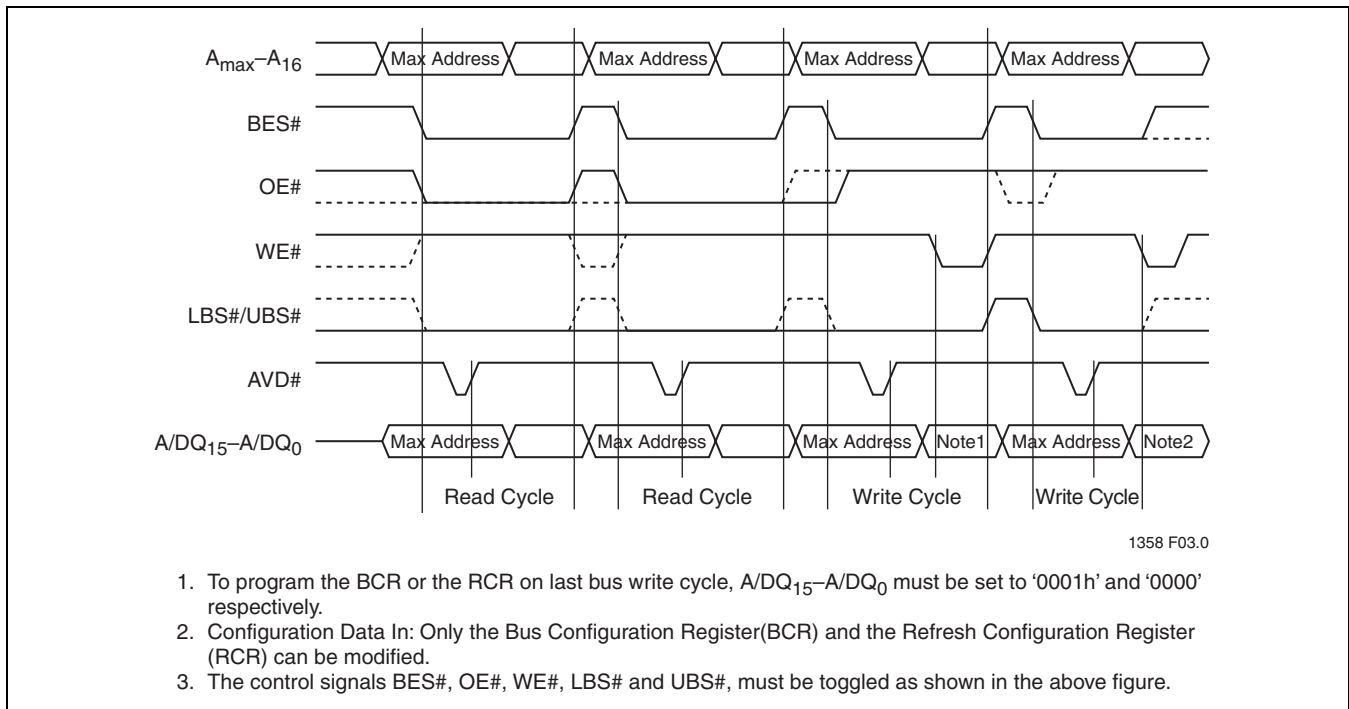 Amax–A16 Max Address Max Address Max Address Max Address
BES#
OE#
WE#
LBS#/UBS#
AVD#
A/DQ15–A/DQ0 Max Address Max Address Max Address Note1 Max Address Note2
Read Cycle Read Cycle Write Cycle Write Cycle
1358 F03.0
1. To program the BCR or the RCR on last bus write cycle, A/DQ15–A/DQ0 must be set to ‘0001h’ and ‘0000’
respectively.
2. Configuration Data In: Only the Bus Configuration Register(BCR) and the Refresh Configuration Register
(RCR) can be modified.
3. The control signals BES#, OE#, WE#, LBS# and UBS#, must be toggled as shown in the above figure.